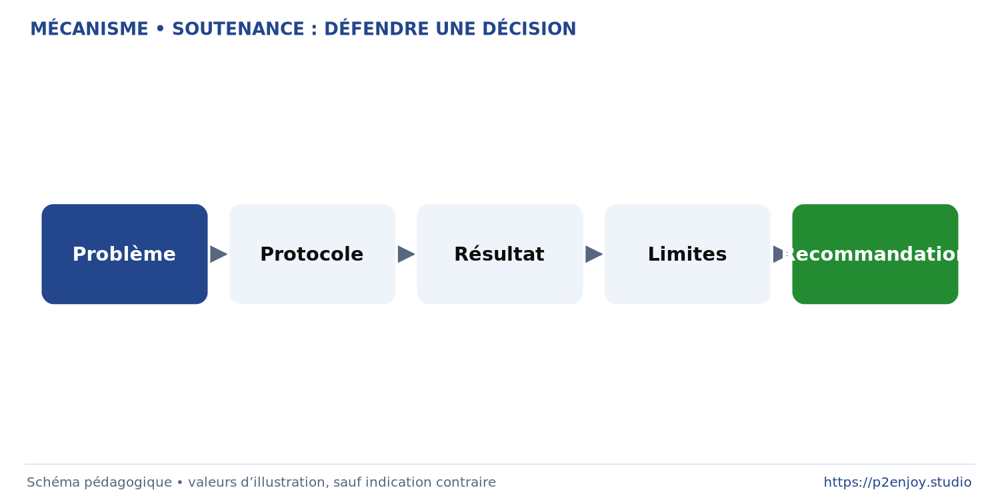 MÉCANISME • SOUTENANCE : DÉFENDRE UNE DÉCISION
Problème
Protocole
Résultat
Limites
Recommandation
Schéma pédagogique • valeurs d’illustration, sauf indication contraire
https://p2enjoy.studio